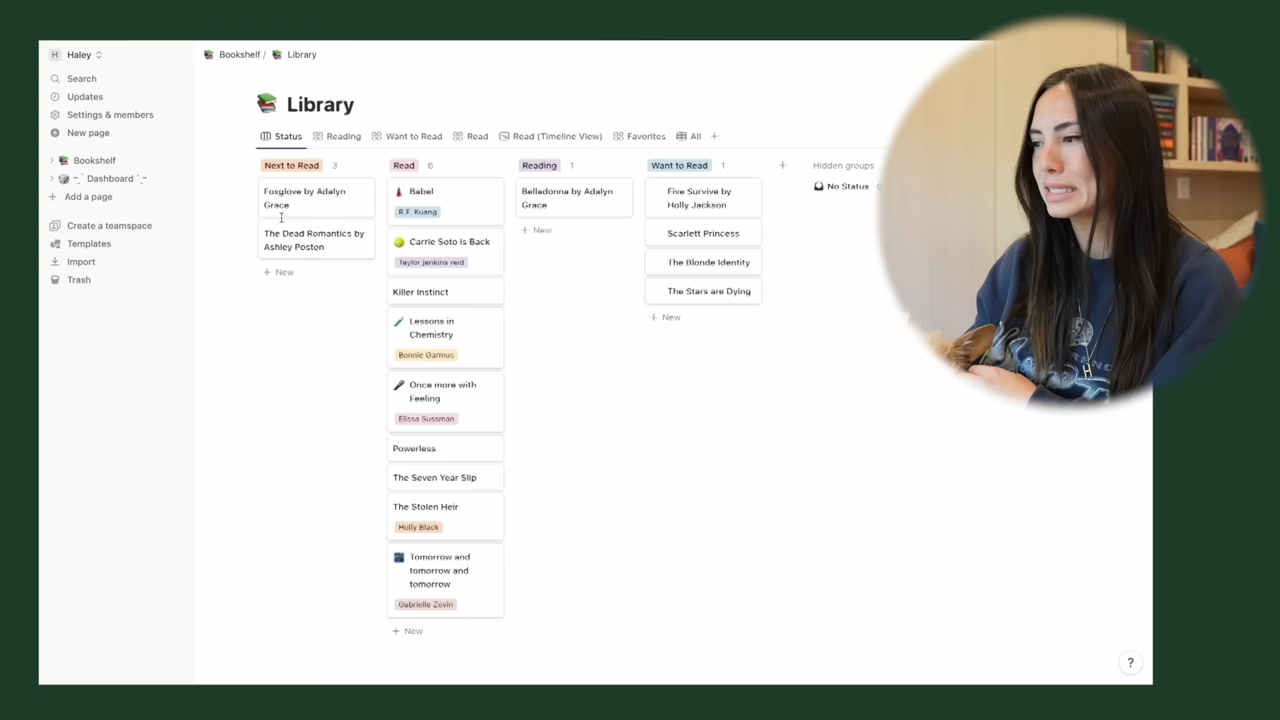 H Haley
Search
Updates
Settings & members
New page
Bookshelf
Dashboard
Add a page
Create a teamspace
Templates
Import
Trash
Bookshelf / Library
Library
Status Reading Want to Read Read Read (Timeline View) Favorites All +
Next to Read 3
Foxglove by Adalyn
Grace
The Dead Romantics by
Ashley Poston
+ New
Read 6
Babel
R.F. Kuang
Carrie Soto is Back
Taylor jenkins reid
Killer Instinct
Lessons in
Chemistry
Bonnie Garmus
Once more with
Feeling
Elissa Sussman
Powerless
The Seven Year Slip
The Stolen Heir
Holly Black
Tomorrow and
tomorrow and
tomorrow
Gabrielle Zevin
+ New
Reading 1
Belladonna by Adalyn
Grace
+ New
Want to Read 1
Five Survive by
Holly Jackson
Scarlett Princess
The Blonde Identity
The Stars are Dying
+ New
+
Hidden groups
No Status
?